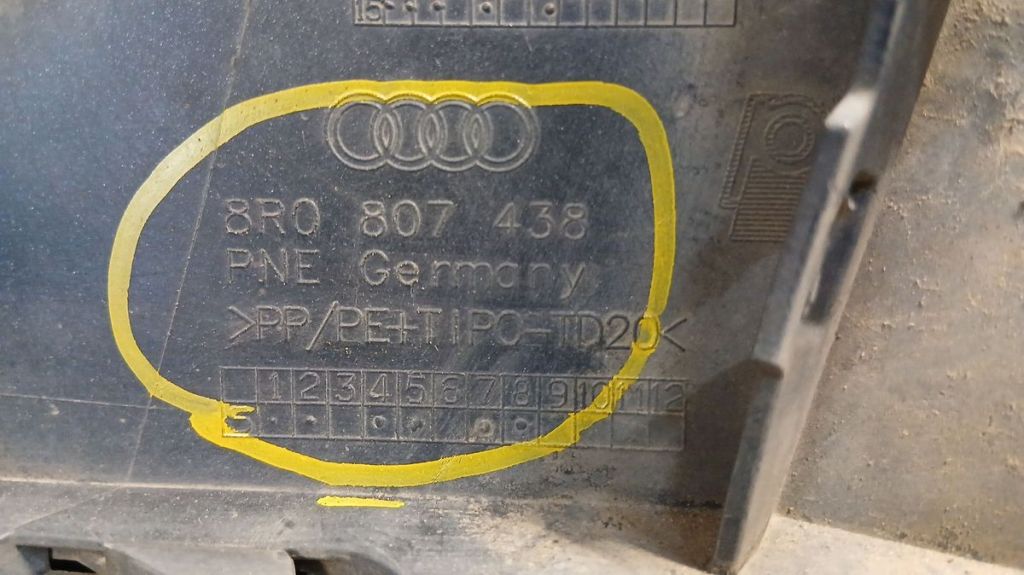 15
8R0 807 438
PNE Germany
>PP/PE+TiPO-TD20<
1 2 3 4 5 6 7 8 9 10 11 12